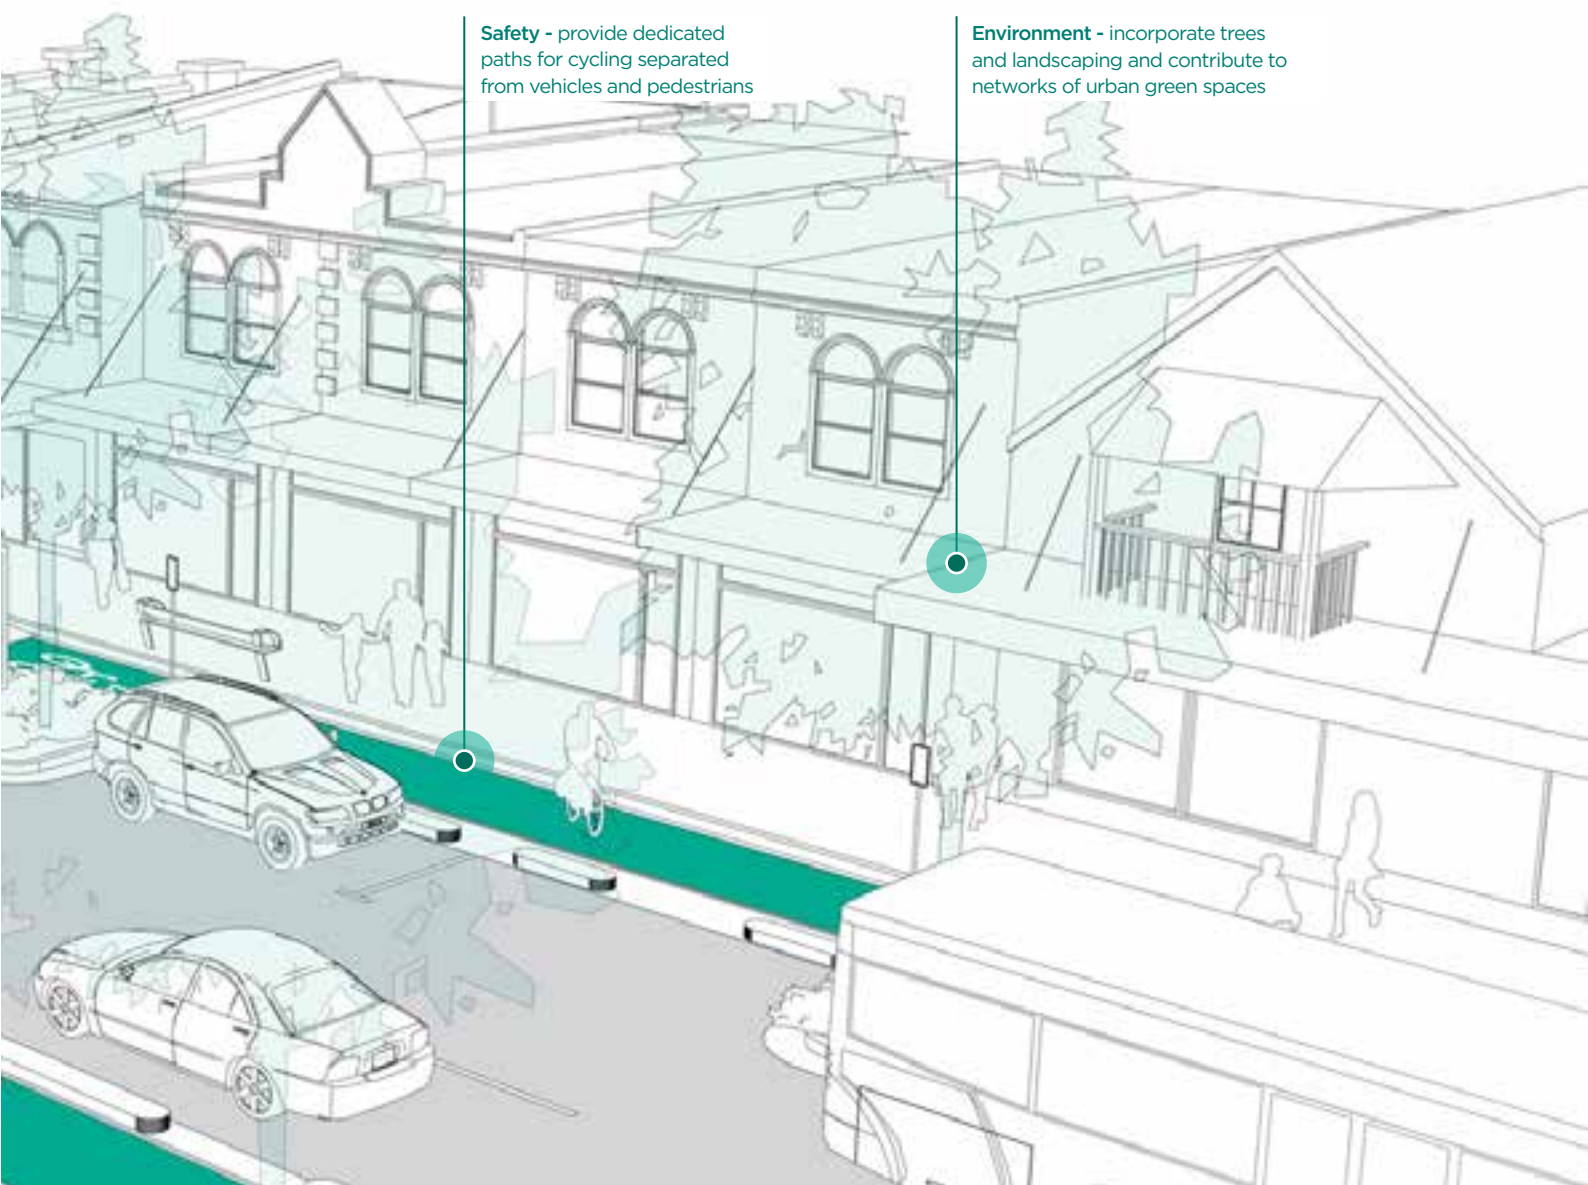 Safety - provide dedicated
paths for cycling separated
from vehicles and pedestrians
Environment - incorporate trees
and landscaping and contribute to
networks of urban green spaces